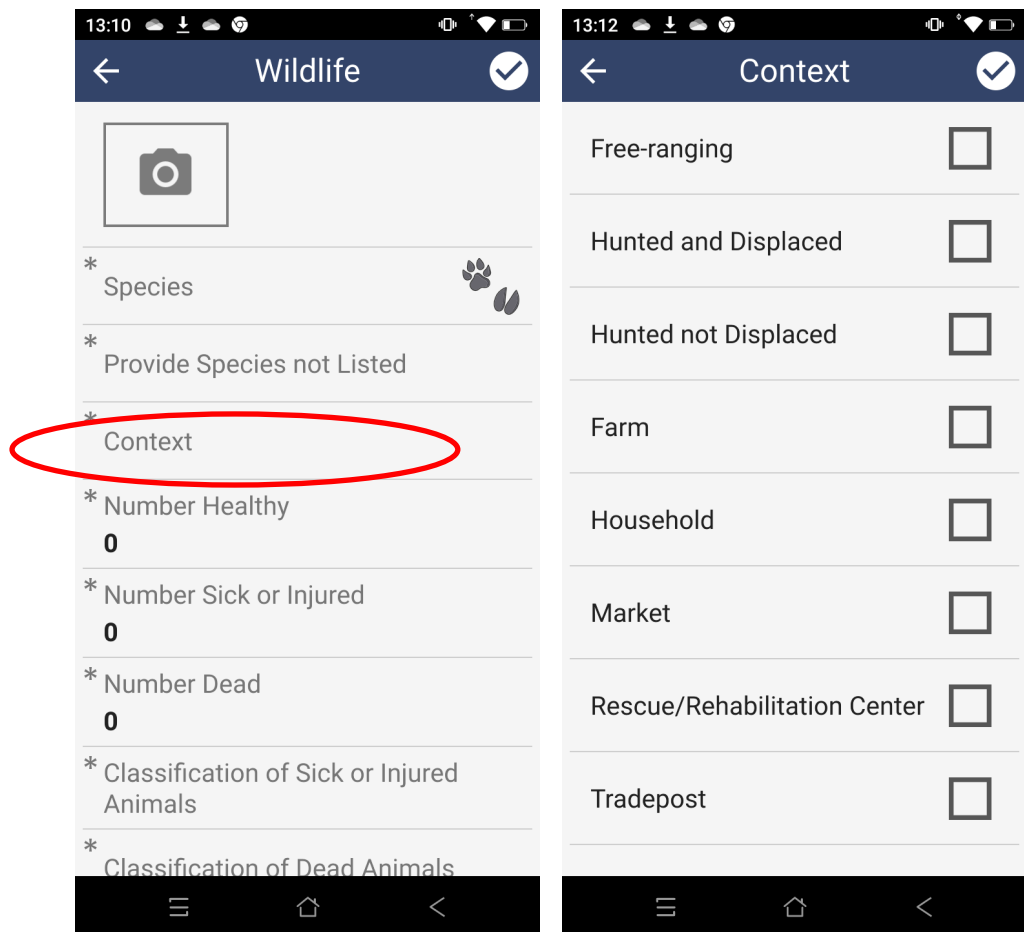 13:10
Wildlife
*
Species
*
Provide Species not Listed
*
Context
* Number Healthy
0
* Number Sick or Injured
0
* Number Dead
0
* Classification of Sick or Injured
Animals
*
Classification of Dead Animals
13:12
Context
Free-ranging
Hunted and Displaced
Hunted not Displaced
Farm
Household
Market
Rescue/Rehabilitation Center
Tradepost